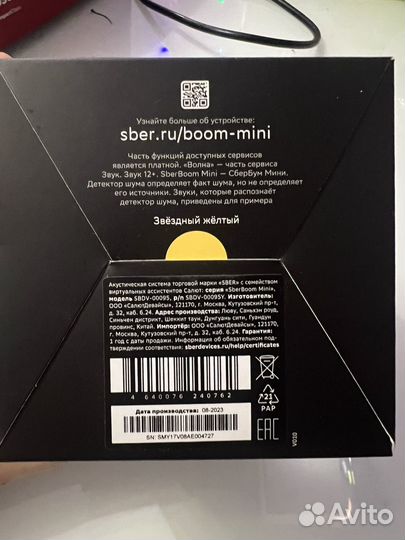 Узнайте больше об устройстве:
sber.ru/boom-mini
Часть функций доступных сервисов
является платной. «Волна» — часть сервиса
Звук. Звук 12+. SberBoom Mini — СберБум Мини.
Детектор шума определяет факт шума, но не определяет
его источники. Звуки, которые распознаёт
детектор шума, приведены для примера
Звёздный жёлтый
Акустическая система торговой марки «SBER» с семейством
виртуальных ассистентов Салют: серия «SberBoom Mini»,
модель SBDV-00095, p/n SBDV-00095Y. Изготовитель:
ООО «СалютДевайсы», 121170, г. Москва, Кутузовский пр-т,
д. 32, каб. 6.24. Адрес производства: Люву, Саньхэн роуд,
Синьчен дистрикт, Шенкит таун, Дунгуань сити, Гуандун
провинс, Китай. Импортёр: ООО «СалютДевайсы», 121170,
г. Москва, Кутузовский пр-т, д. 32, каб. 6.24. Гарантия:
1 год с даты продажи. Информация об обязательном под-
тверждении соответствия: sberdevices.ru/help/certificates
4 640076 240762
Дата производства: 08-2023
SN: SMY17V08AE004727
21
PAP
EAC
V010
Avito